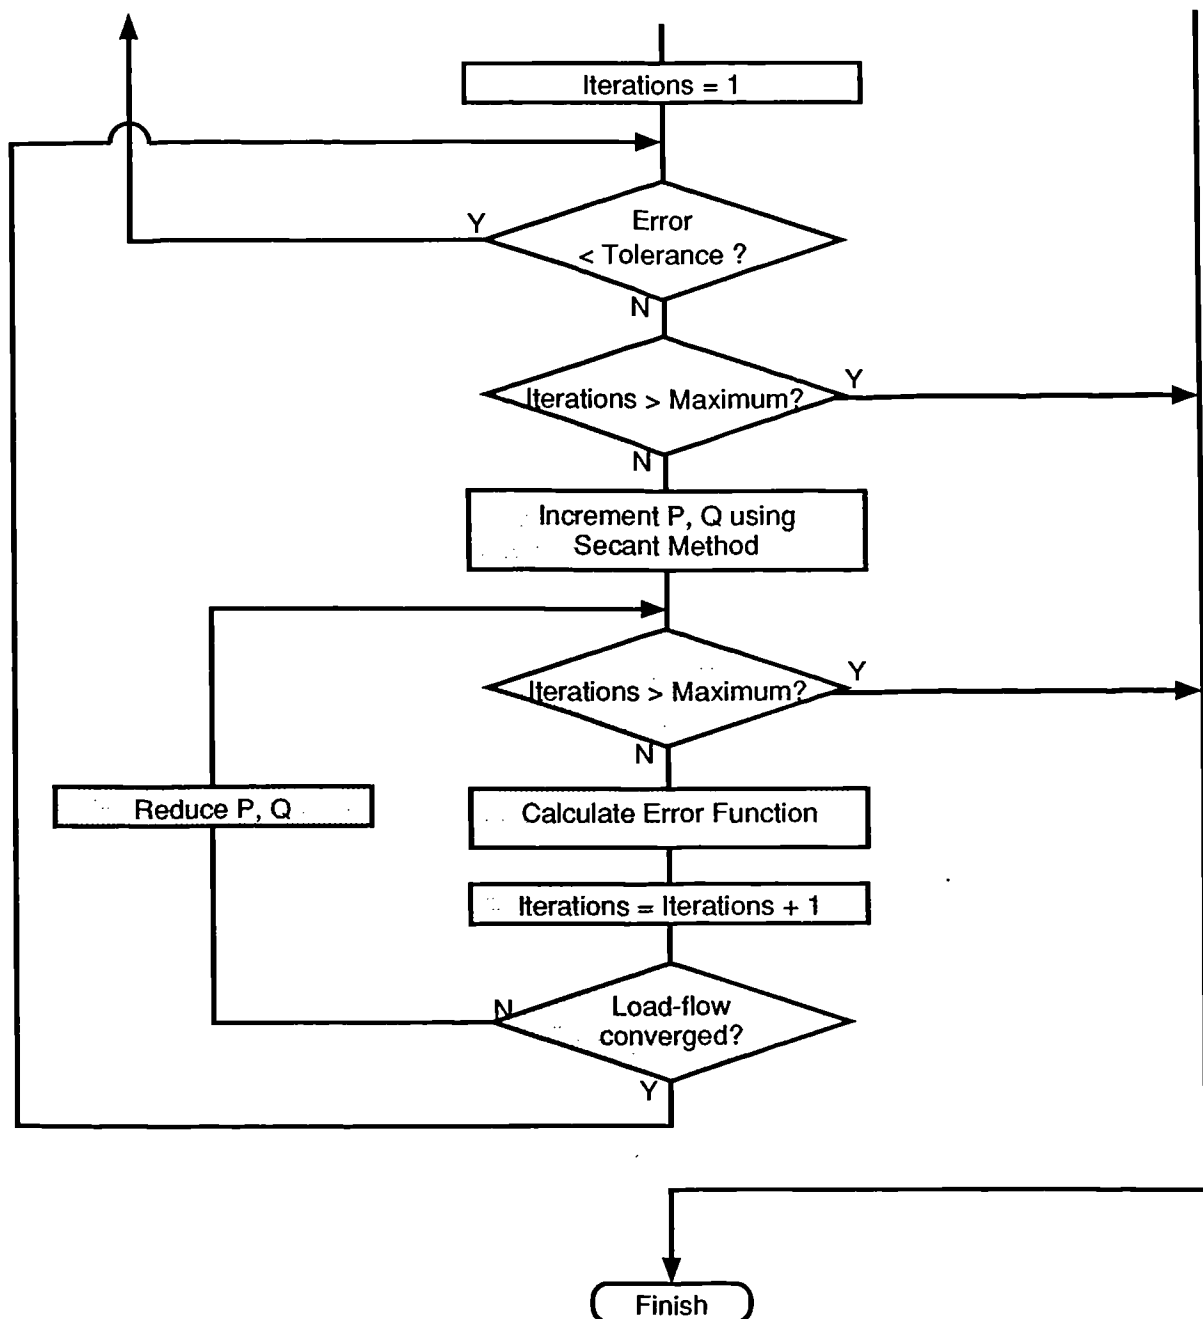 Iterations = 1
Y
Error
< Tolerance ?
N
Iterations > Maximum?
Y
N
Increment P, Q using
Secant Method
Iterations > Maximum?
Y
N
Reduce P, Q
Calculate Error Function
Iterations = Iterations + 1
N
Load-flow
converged?
Y
Finish